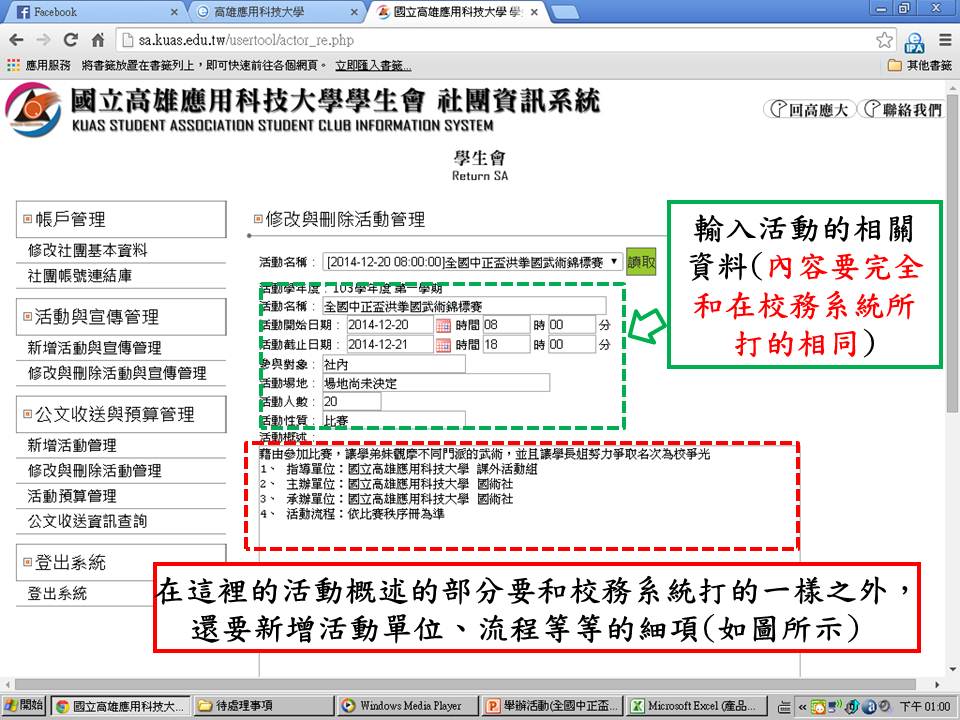 Facebook
高雄應用科技大學
國立高雄應用科技大學 學
sa.kuas.edu.tw/usertool/actor_re.php
應用服務 將書籤放置在書籤列上，即可快速前往各個網頁。 立即匯入書籤...
其他書籤
國立高雄應用科技大學學生會 社團資訊系統
KUAS STUDENT ASSOCIATION STUDENT CLUB INFORMATION SYSTEM
回高應大
聯絡我們
學生會
Return SA
帳戶管理
修改社團基本資料
社團帳號連結庫
活動與宣傳管理
新增活動與宣傳管理
修改與刪除活動與宣傳管理
公文收送與預算管理
新增活動管理
修改與刪除活動管理
活動預算管理
公文收送資訊查詢
登出系統
登出系統
修改與刪除活動管理
活動名稱： [2014-12-20 08:00:00]全國中正盃洪拳國武術錦標賽 讀取
活動學年度：103學年度 第一學期
活動名稱： 全國中正盃洪拳國武術錦標賽
活動開始日期： 2014-12-20 時間 08 時 00 分
活動截止日期： 2014-12-21 時間 18 時 00 分
參與對象： 社內
活動場地： 場地尚未決定
活動人數： 20
活動性質： 比賽
活動概述：
藉由參加比賽，讓學弟妹觀摩不同門派的武術，並且讓學長姐努力爭取名次為校爭光
1、 指導單位：國立高雄應用科技大學 課外活動組
2、 主辦單位：國立高雄應用科技大學 國術社
3、 承辦單位：國立高雄應用科技大學 國術社
4、 活動流程：依比賽秩序冊為準
輸入活動的相關
資料(內容要完全
和在校務系統所
打的相同)
在這裡的活動概述的部分要和校務系統打的一樣之外，
還要新增活動單位、流程等等的細項(如圖所示)
開始
國立高雄應用科技大...
待處理事項
Windows Media Player
舉辦活動(全國中正盃...
Microsoft Excel (產品...
下午 01:00